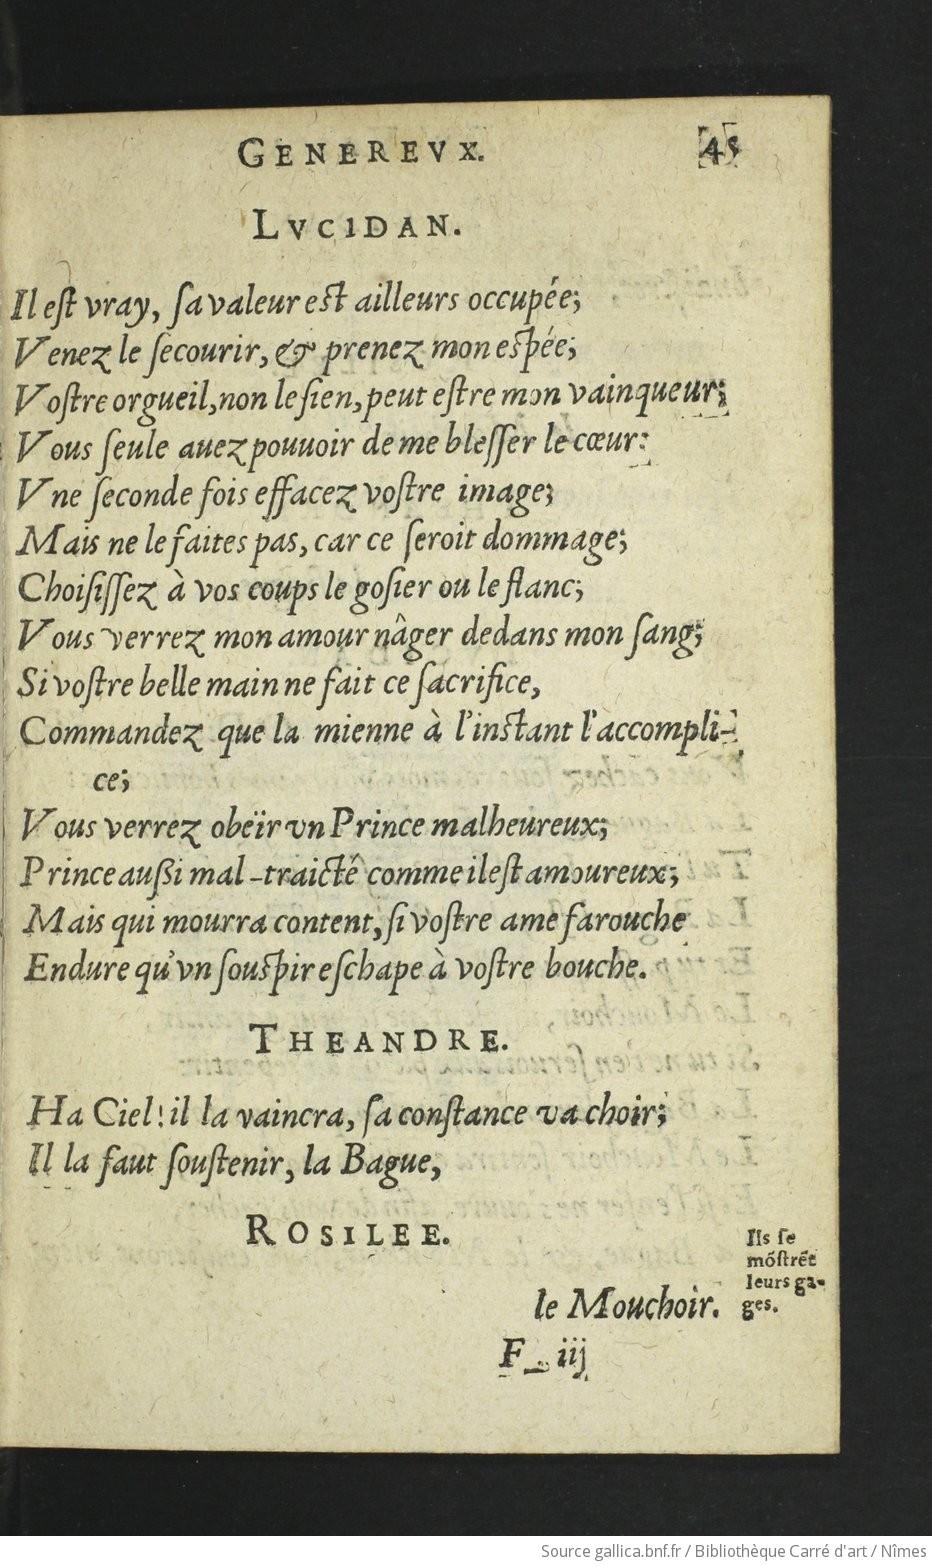 GENEREVX. 45
LVCIDAN.
Il eſt vray, ſa valeur eſt ailleurs occupée;
Venez le ſecourir, & prenez mon eſpée;
Voſtre orgueil, non le ſien, peut eſtre mon vainqueur;
Vous ſeule auez pouuoir de me bleſſer le cœur:
Vne ſeconde fois effacez voſtre image;
Mais ne le faites pas, car ce ſeroit dommage;
Choiſiſſez à vos coups le goſier ou le flanc;
Vous verrez mon amour nâger dedans mon ſang;
Si voſtre belle main ne fait ce ſacrifice,
Commandez que la mienne à l'inſtant l'accompli-
ce;
Vous verrez obeïr vn Prince malheureux;
Prince auſſi mal-traicté comme il eſt amoureux;
Mais qui mourra content, ſi voſtre ame farouche
Endure qu'vn ſouſpir eſchape à voſtre bouche.
THEANDRE.
Ha Ciel! il la vaincra, ſa conſtance va choir;
Il la faut ſouſtenir, la Bague,
ROSILEE.
le Mouchoir.
Ils ſe
mõſtrẽt
leurs ga-
ges.
F iij
Source gallica.bnf.fr / Bibliothèque Carré d'art / Nîmes